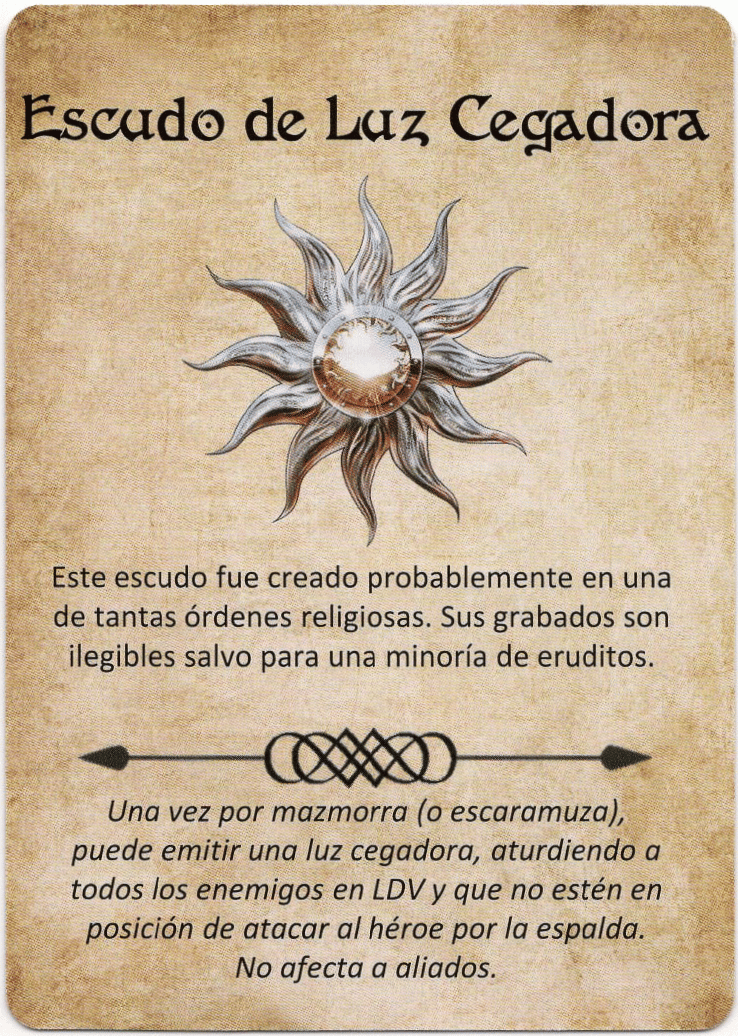 Escudo de Luz Cegadora
Este escudo fue creado probablemente en una
de tantas órdenes religiosas. Sus grabados son
ilegibles salvo para una minoría de eruditos.
Una vez por mazmorra (o escaramuza),
puede emitir una luz cegadora, aturdiendo a
todos los enemigos en LDV y que no estén en
posición de atacar al héroe por la espalda.
No afecta a aliados.